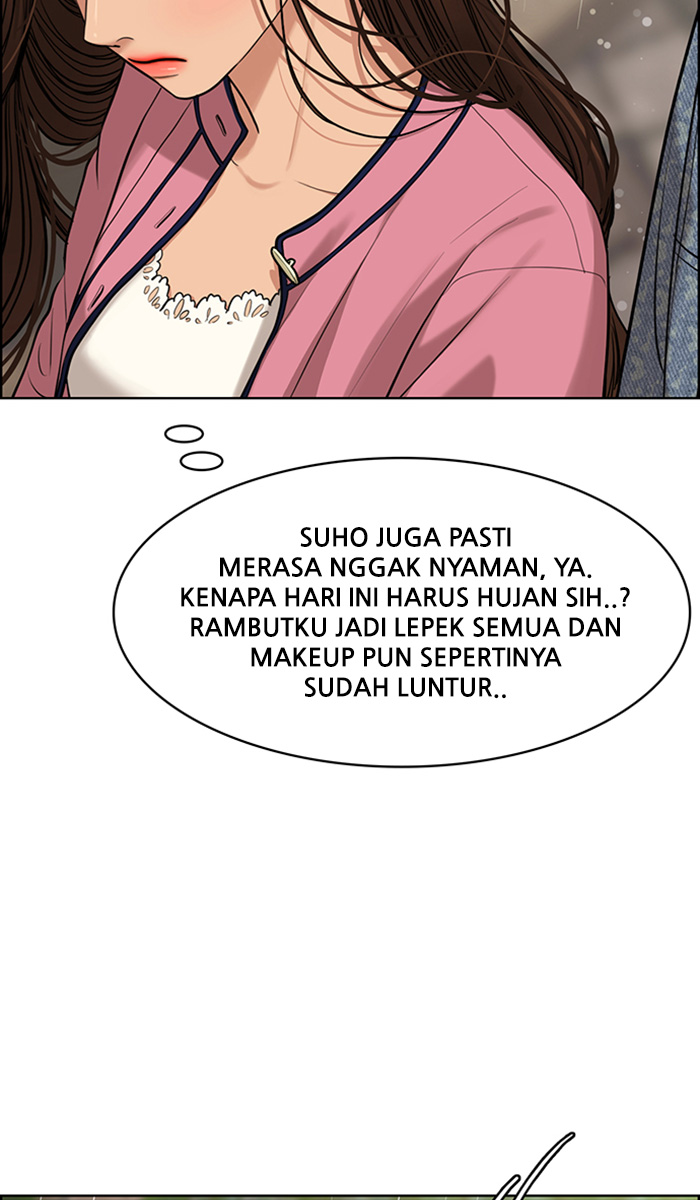 SUHO JUGA PASTI
MERASA NGGAK NYAMAN, YA.
KENAPA HARI INI HARUS HUJAN SIH..?
RAMBUTKU JADI LEPEK SEMUA DAN
MAKEUP PUN SEPERTINYA
SUDAH LUNTUR..